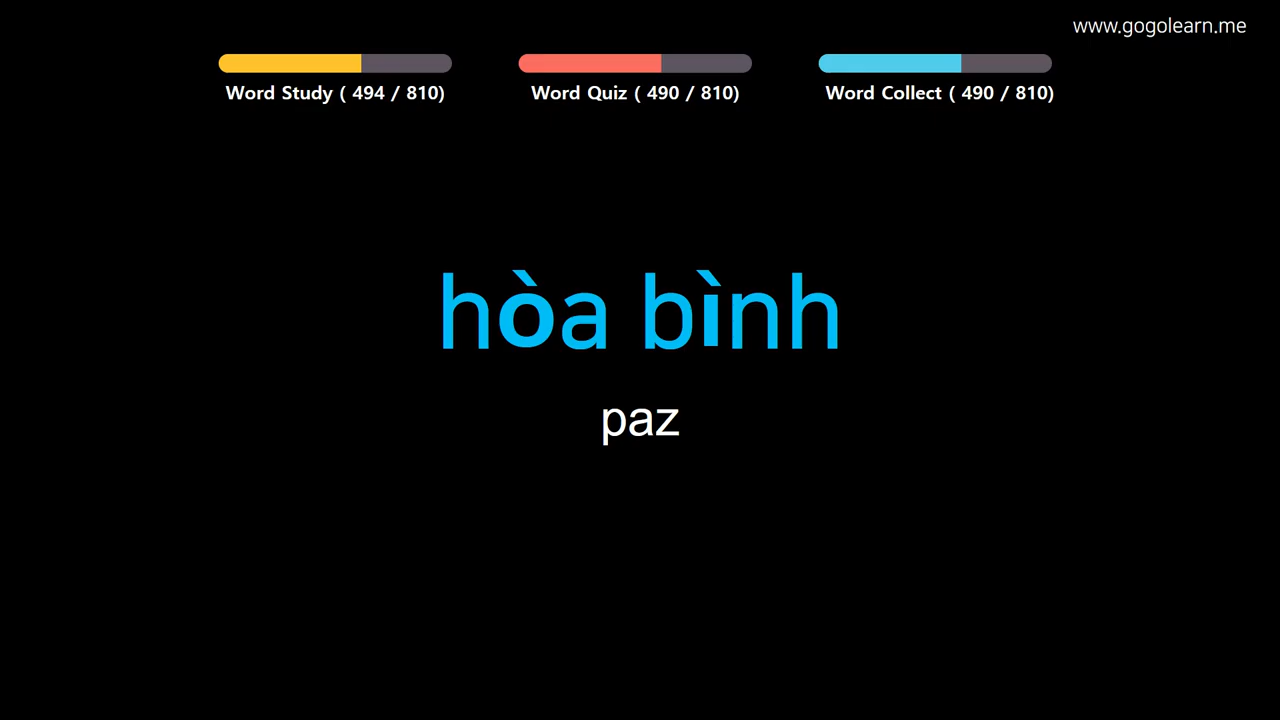 www.gogolearn.me
Word Study ( 494 / 810)
Word Quiz ( 490 / 810)
Word Collect ( 490 / 810)
hòa bình
paz